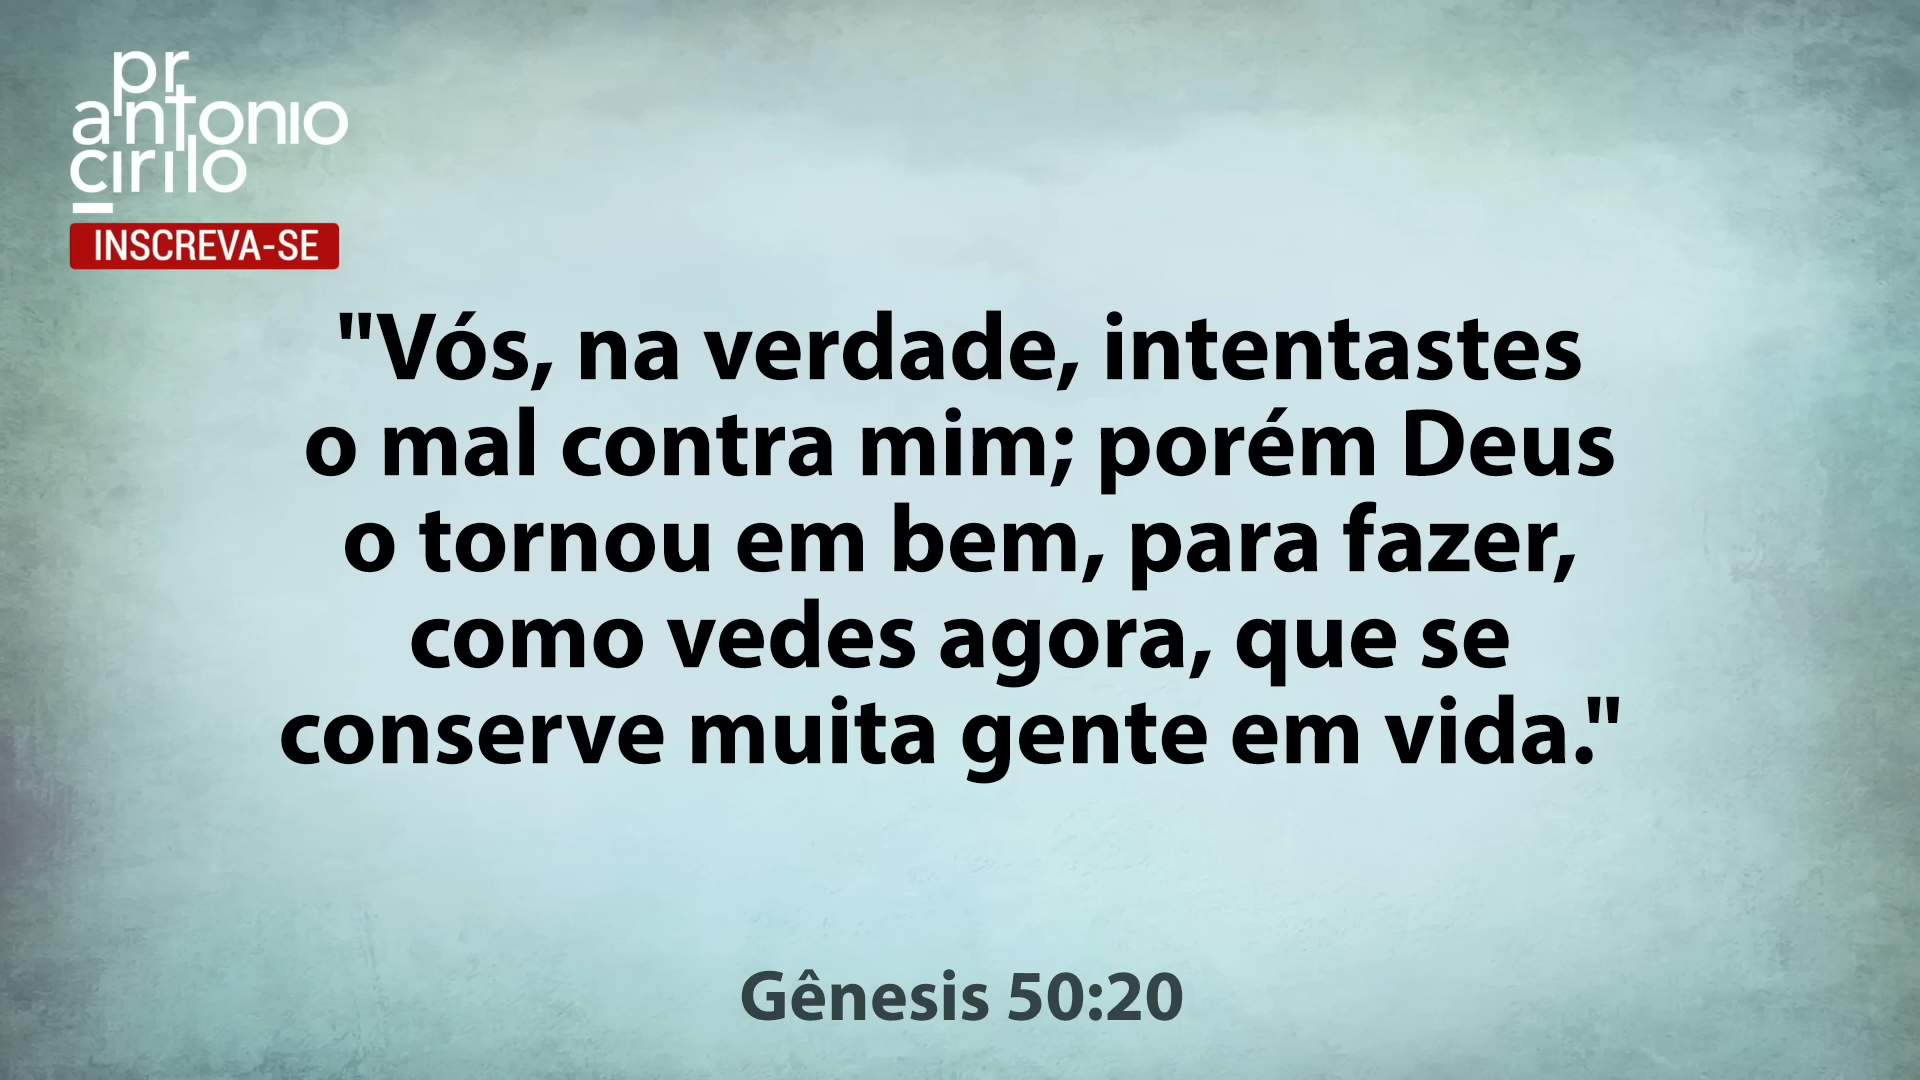 pr
antonio
cirilo
INSCREVA-SE
"Vós, na verdade, intentastes
o mal contra mim; porém Deus
o tornou em bem, para fazer,
como vedes agora, que se
conserve muita gente em vida."
Gênesis 50:20